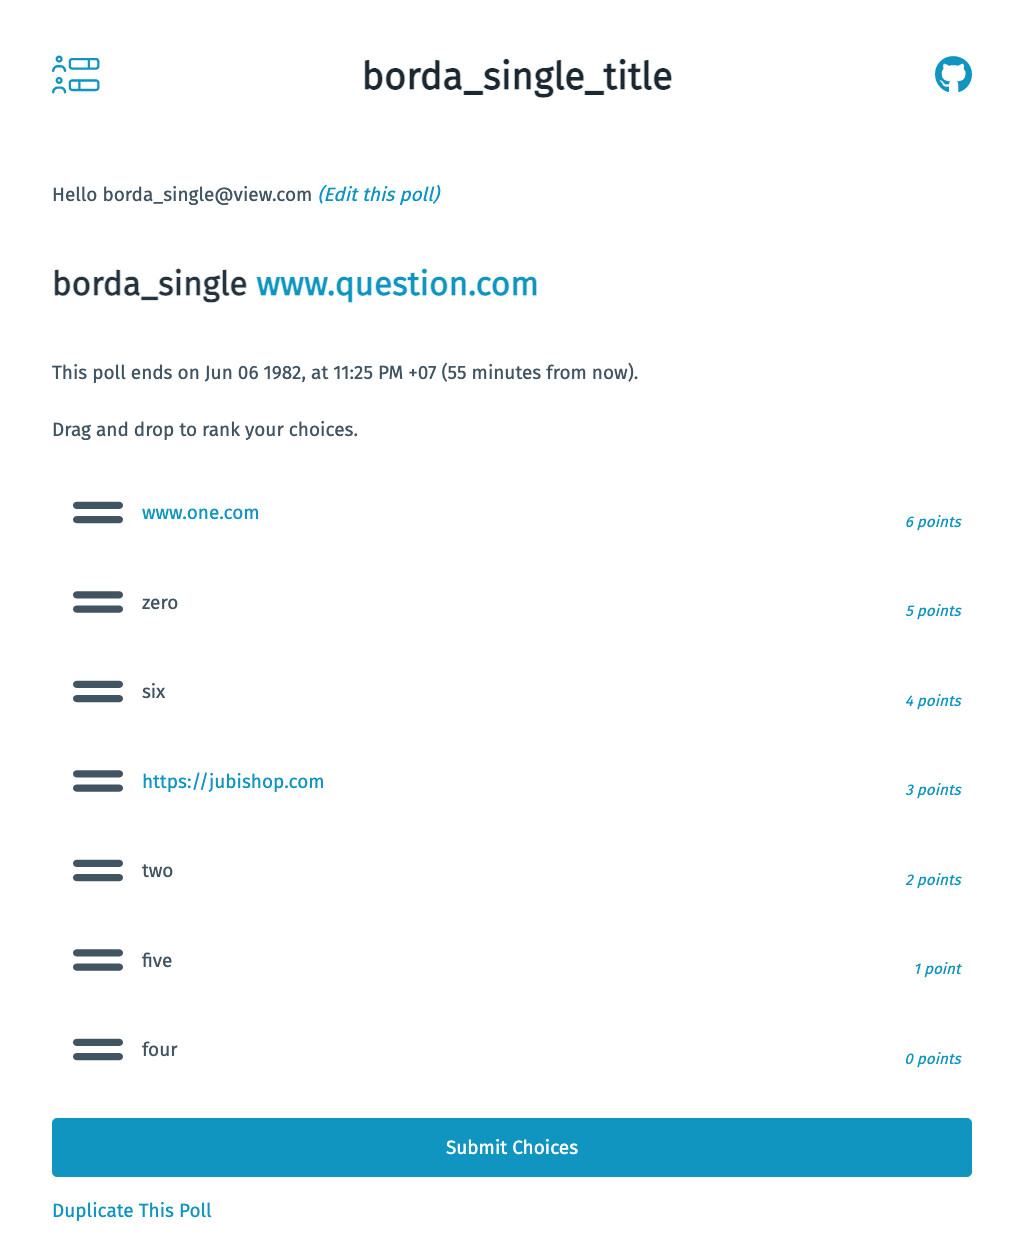 borda_single_title
Hello borda_single@view.com (Edit this poll)
borda_single www.question.com
This poll ends on Jun 06 1982, at 11:25 PM +07 (55 minutes from now).
Drag and drop to rank your choices.
www.one.com
6 points
zero
5 points
six
4 points
https://jubishop.com
3 points
two
2 points
five
1 point
four
0 points
Submit Choices
Duplicate This Poll